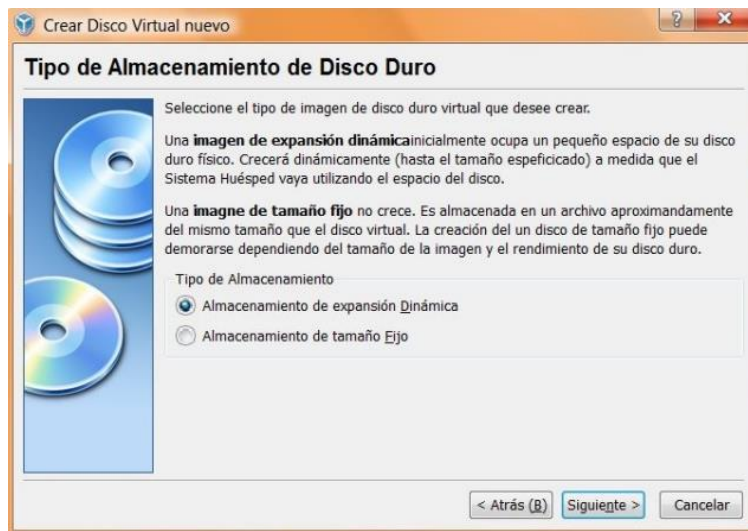 Crear Disco Virtual nuevo
?
X
Tipo de Almacenamiento de Disco Duro
Seleccione el tipo de imagen de disco duro virtual que desee crear.
Una imagen de expansión dinámicainicialmente ocupa un pequeño espacio de su disco
duro físico. Crecerá dinámicamente (hasta el tamaño espeficicado) a medida que el
Sistema Huésped vaya utilizando el espacio del disco.
Una imagne de tamaño fijo no crece. Es almacenada en un archivo aproximandamente
del mismo tamaño que el disco virtual. La creación del un disco de tamaño fijo puede
demorarse dependiendo del tamaño de la imagen y el rendimiento de su disco duro.
Tipo de Almacenamiento
Almacenamiento de expansión Dinámica
Almacenamiento de tamaño Fijo
< Atrás (B) Siguiente > Cancelar